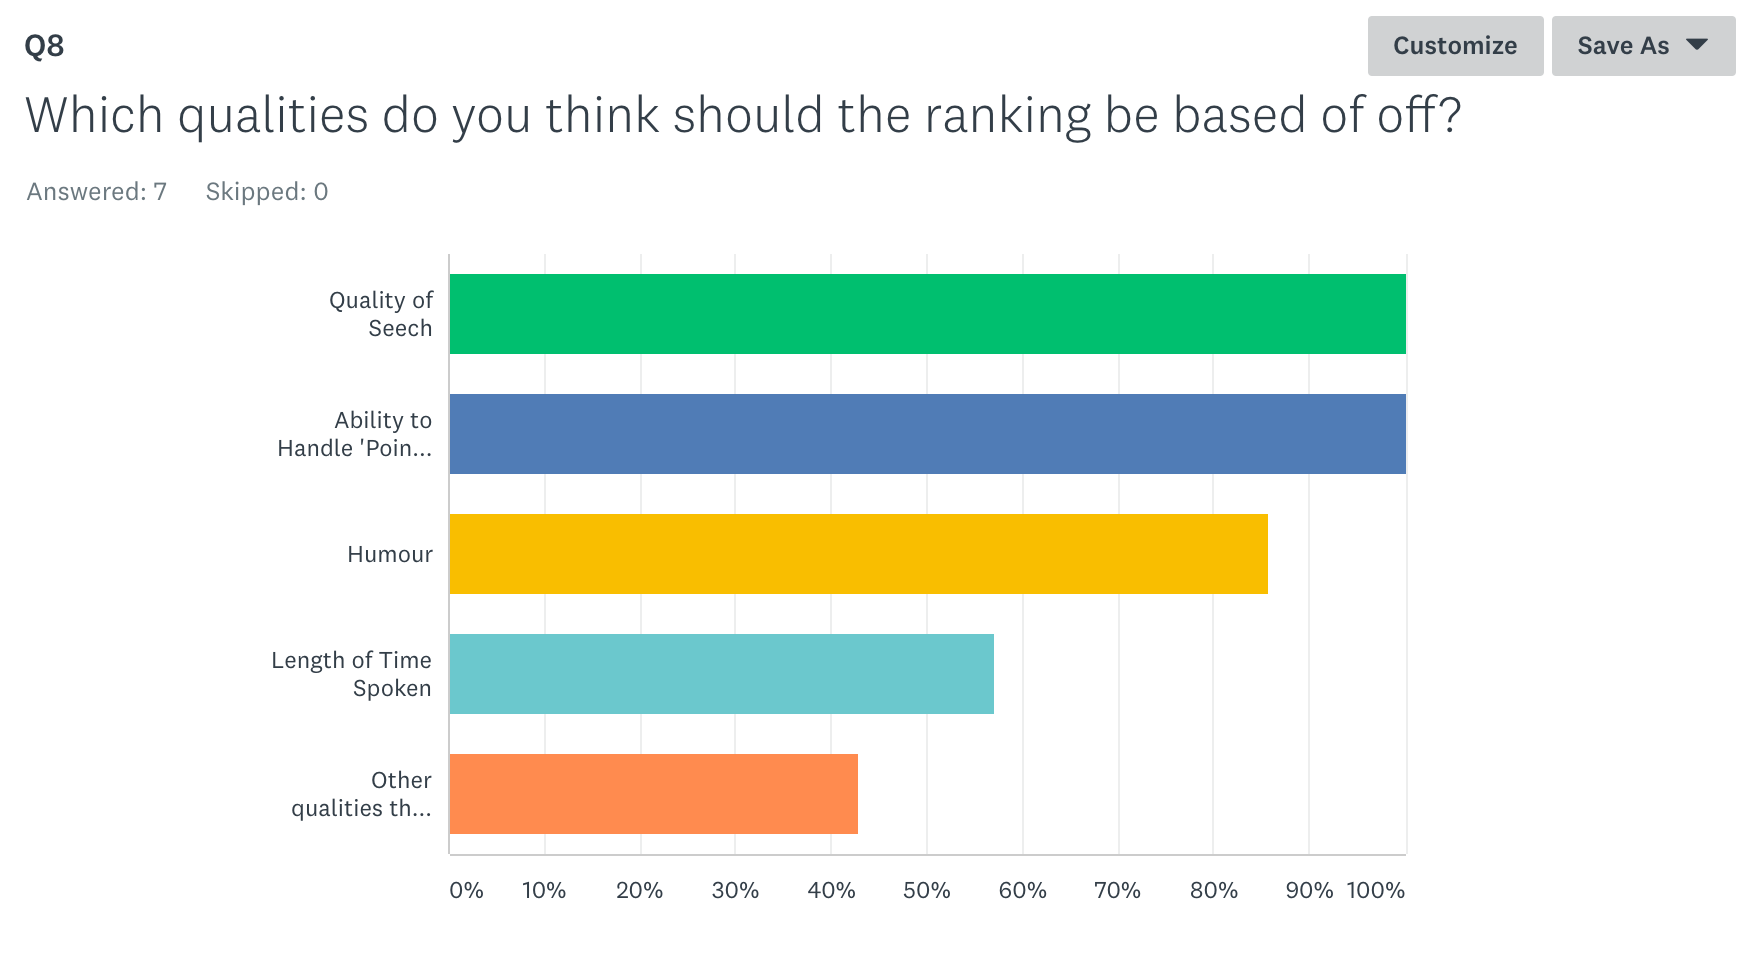 Q8
Customize
Save As
Which qualities do you think should the ranking be based of off?
Answered: 7 Skipped: 0
Quality of
Seech
Ability to
Handle 'Poin...
Humour
Length of Time
Spoken
Other
qualities th...
0% 10% 20% 30% 40% 50% 60% 70% 80% 90% 100%